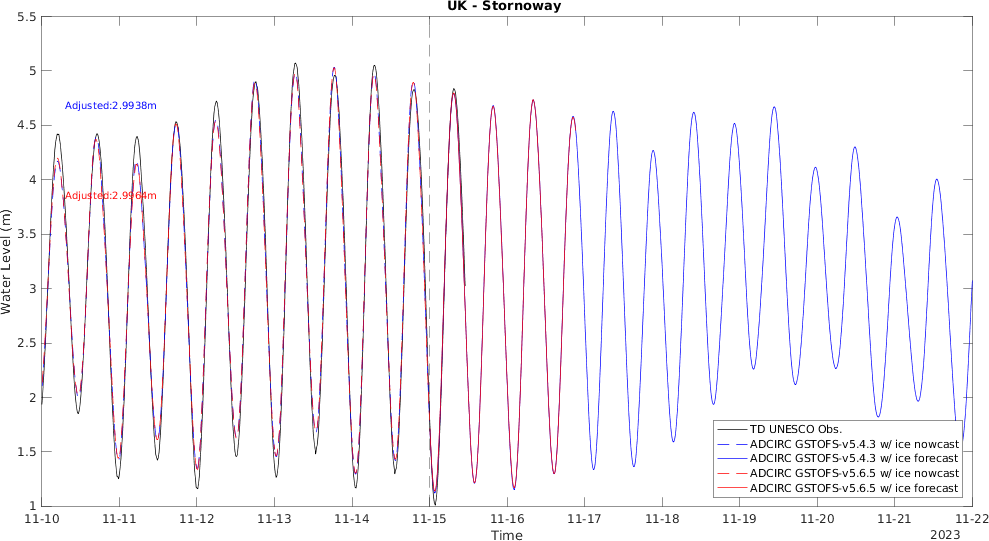 UK - Stornoway
5.5
5
4.5
4
3.5
3
2.5
2
1.5
1
Water Level (m)
Adjusted:2.9938m
Adjusted:2.9964m
TD UNESCO Obs.
ADCIRC GSTOFS-v5.4.3 w/ ice nowcast
ADCIRC GSTOFS-v5.4.3 w/ ice forecast
ADCIRC GSTOFS-v5.6.5 w/ ice nowcast
ADCIRC GSTOFS-v5.6.5 w/ ice forecast
11-10 11-11 11-12 11-13 11-14 11-15 11-16 11-17 11-18 11-19 11-20 11-21 11-22
Time
2023